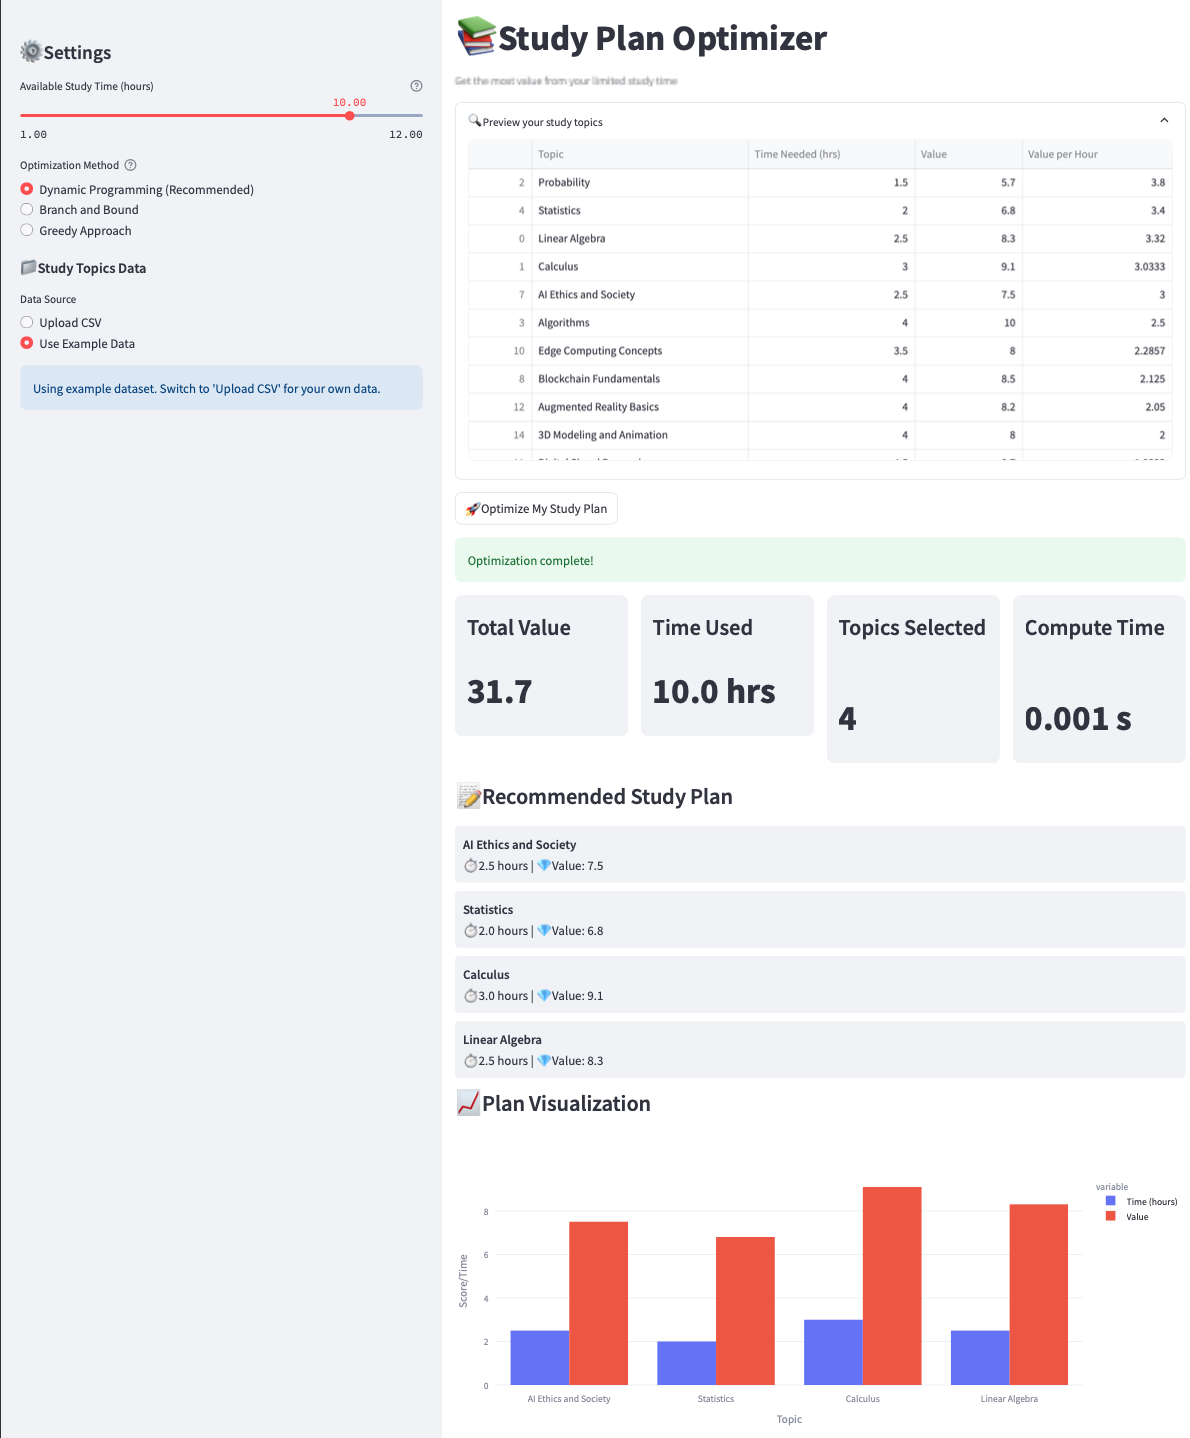 Settings
Available Study Time (hours)
10.00
1.00 12.00
Optimization Method
Dynamic Programming (Recommended)
Branch and Bound
Greedy Approach
Study Topics Data
Data Source
Upload CSV
Use Example Data
Using example dataset. Switch to 'Upload CSV' for your own data.
Study Plan Optimizer
Get the most value from your limited study time
Preview your study topics
Topic Time Needed (hrs) Value Value per Hour
2 Probability 1.5 5.7 3.8
4 Statistics 2 6.8 3.4
0 Linear Algebra 2.5 8.3 3.32
1 Calculus 3 9.1 3.0333
7 AI Ethics and Society 2.5 7.5 3
3 Algorithms 4 10 2.5
10 Edge Computing Concepts 3.5 8 2.2857
8 Blockchain Fundamentals 4 8.5 2.125
12 Augmented Reality Basics 4 8.2 2.05
14 3D Modeling and Animation 4 8 2
Optimize My Study Plan
Optimization complete!
Total Value
31.7
Time Used
10.0 hrs
Topics Selected
4
Compute Time
0.001 s
Recommended Study Plan
AI Ethics and Society
2.5 hours | Value: 7.5
Statistics
2.0 hours | Value: 6.8
Calculus
3.0 hours | Value: 9.1
Linear Algebra
2.5 hours | Value: 8.3
Plan Visualization
variable
Time (hours)
Value
Score/Time
8
6
4
2
0
AI Ethics and Society Statistics Calculus Linear Algebra
Topic